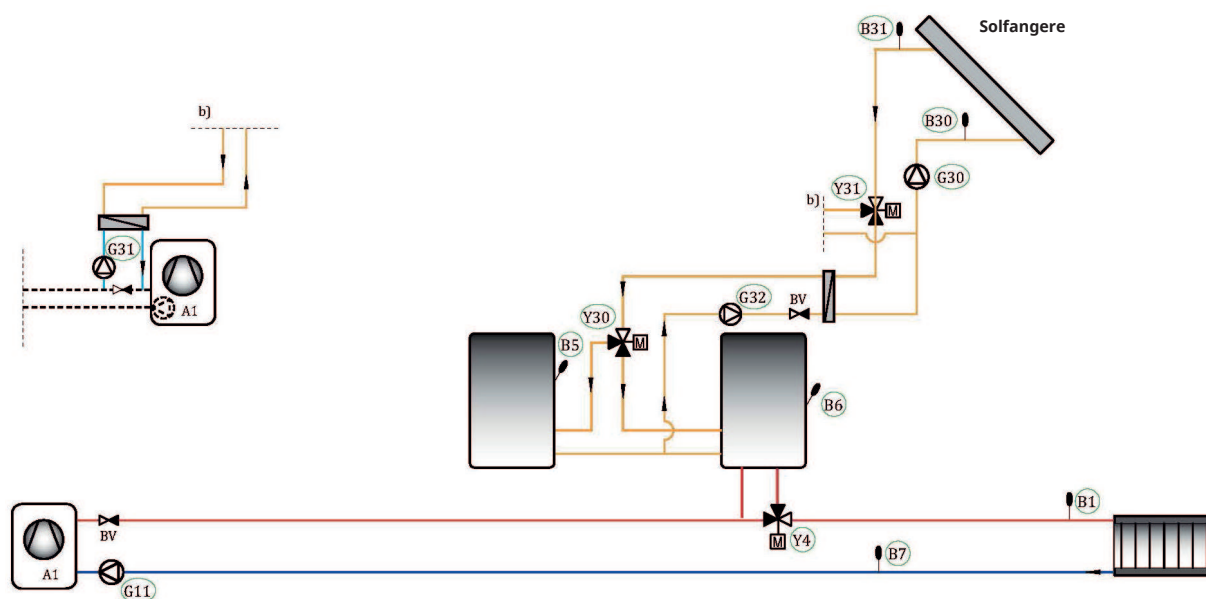 Solfangere
B31
b)
B30
G30
Y31
b)
M
G31
A1
G32
BV
Y30
M
B5
B6
B1
BV
Y4
M
B7
A1
G11